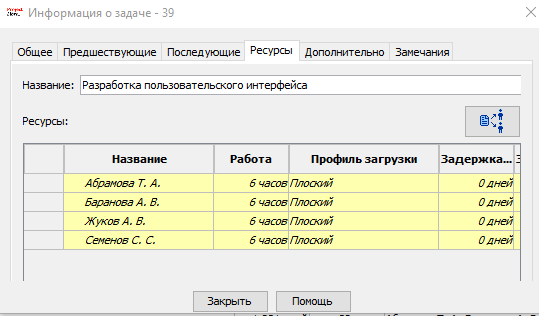 Информация о задаче - 39
Общее Предшествующие Последующие Ресурсы Дополнительно Замечания
Название: Разработка пользовательского интерфейса
Ресурсы:
Название Работа Профиль загрузки Задержка...
Абрамова Т. А. 6 часов Плоский 0 дней
Баранова А. В. 6 часов Плоский 0 дней
Жуков А. В. 6 часов Плоский 0 дней
Семенов С. С. 6 часов Плоский 0 дней
Закрыть Помощь